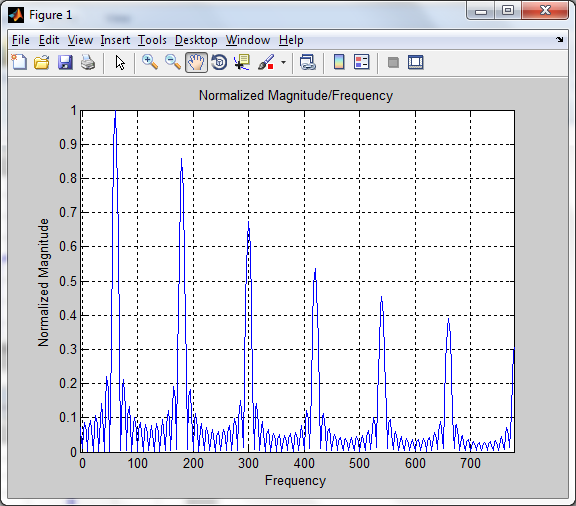 Figure 1
File Edit View Insert Tools Desktop Window Help
Normalized Magnitude/Frequency
1
0.9
0.8
0.7
0.6
0.5
0.4
0.3
0.2
0.1
0
Normalized Magnitude
0 100 200 300 400 500 600 700
Frequency